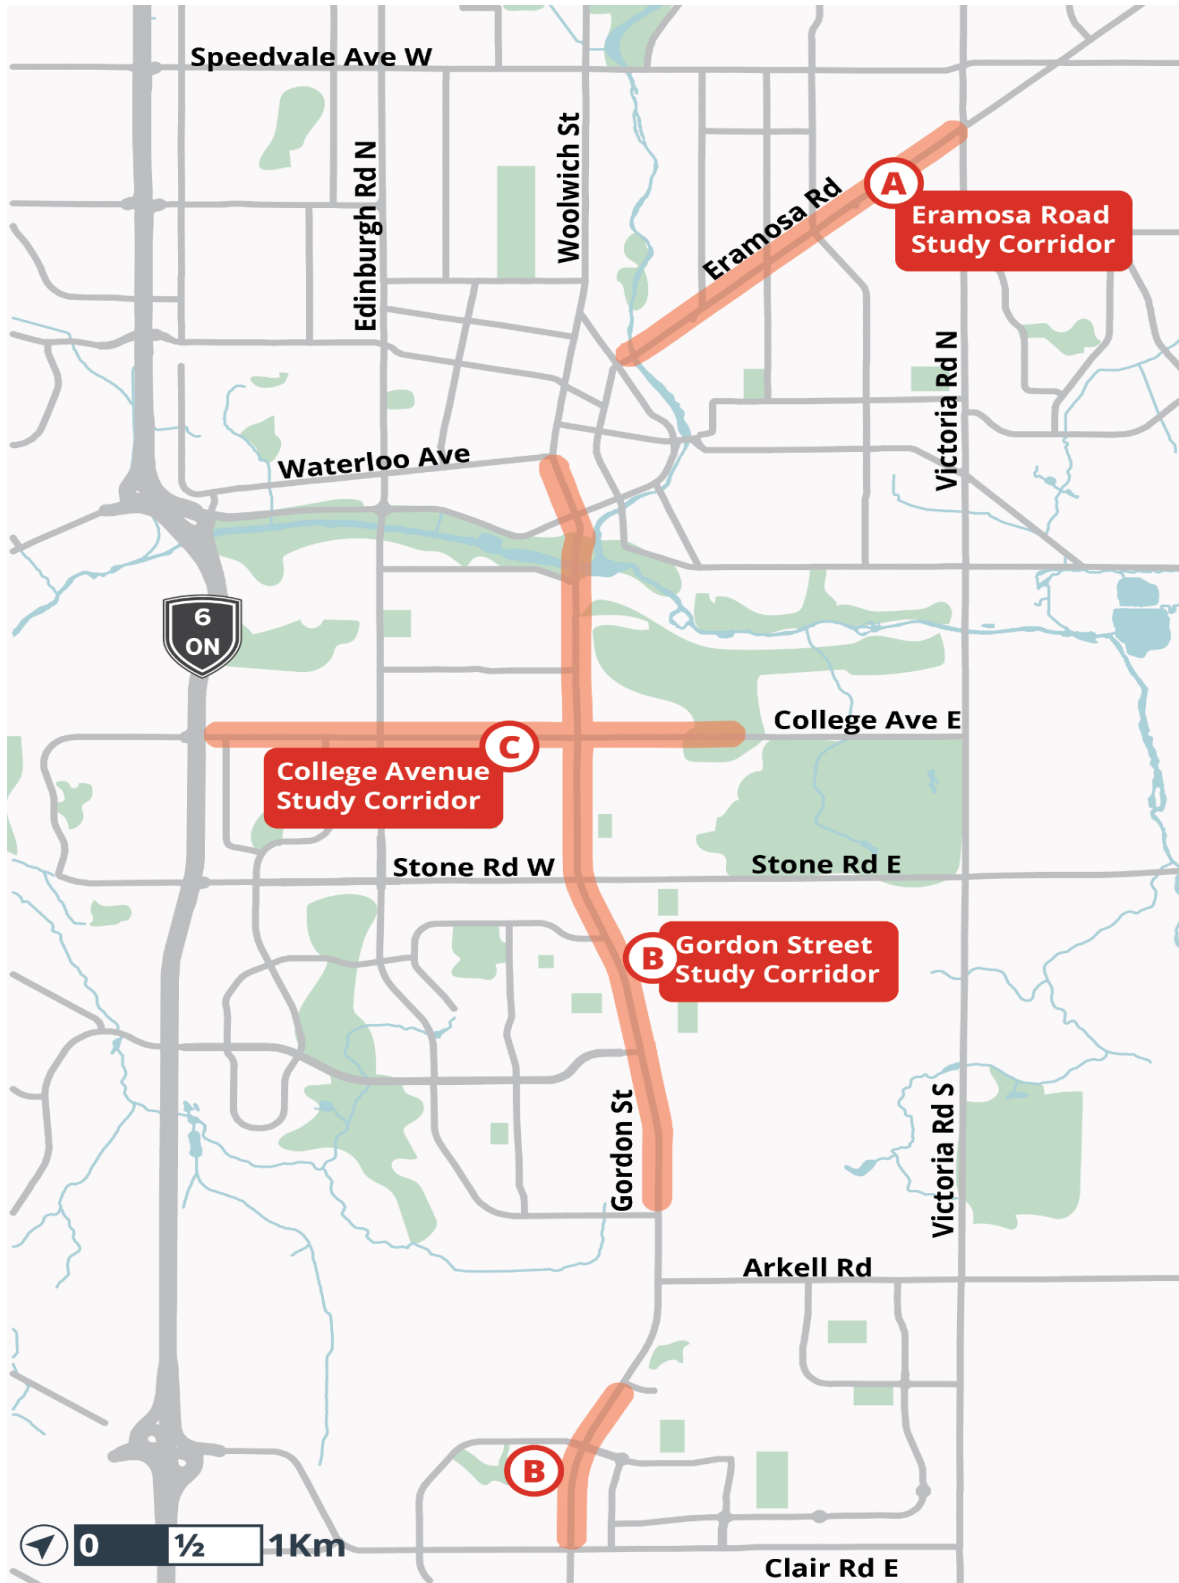 Speedvale Ave W
Edinburgh Rd N
Woolwich St
Eramosa Rd
A
Eramosa Road
Study Corridor
Victoria Rd N
Waterloo Ave
6
ON
College Ave E
C
College Avenue
Study Corridor
Stone Rd W
Stone Rd E
B
Gordon Street
Study Corridor
Gordon St
Victoria Rd S
Arkell Rd
B
0
½
1Km
Clair Rd E